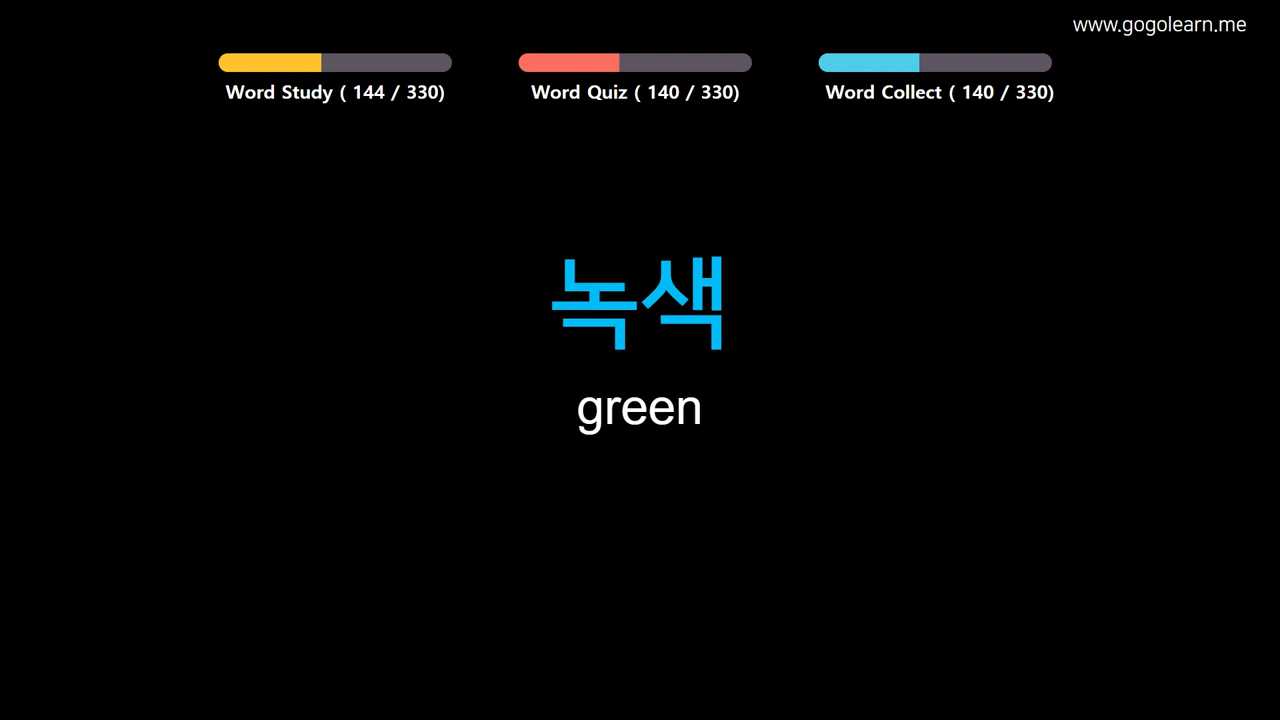 www.gogolearn.me
Word Study ( 144 / 330)
Word Quiz ( 140 / 330)
Word Collect ( 140 / 330)
녹색
green